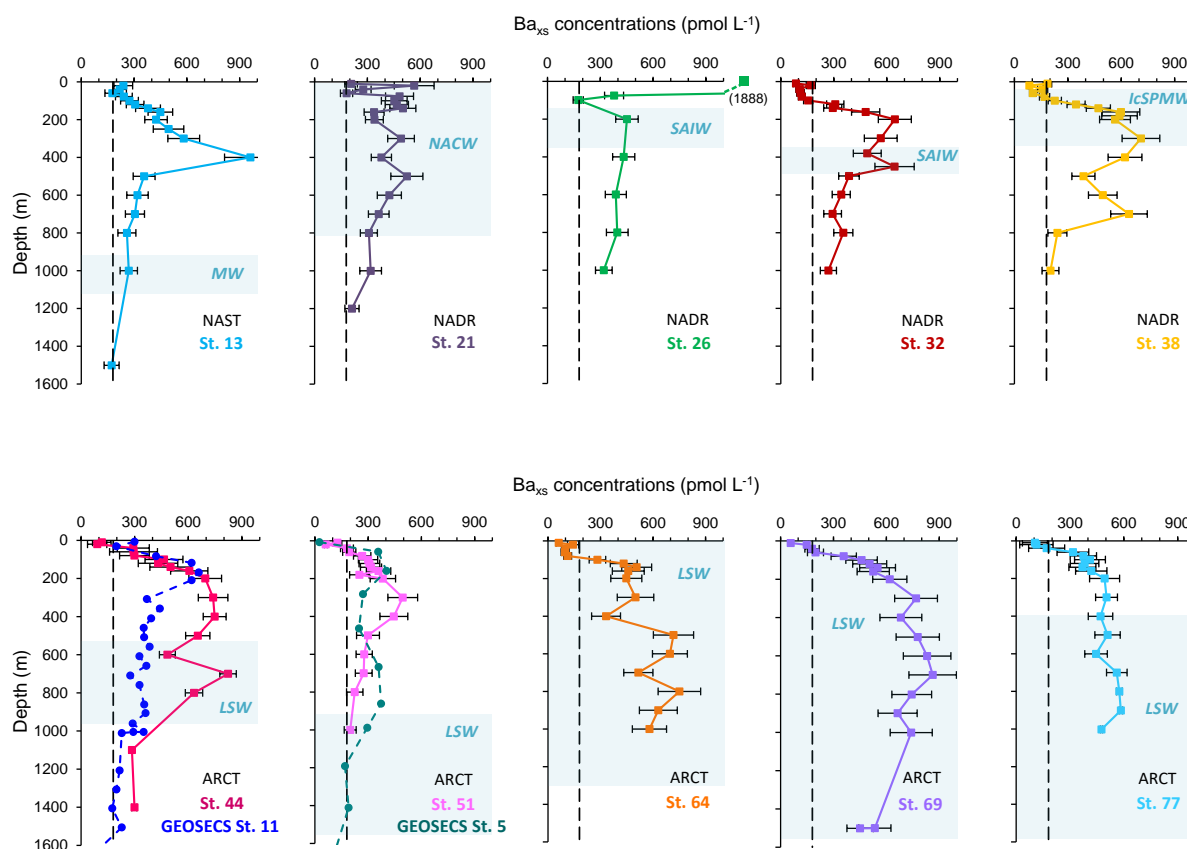 Ba_xs concentrations (pmol L⁻¹)
0 300 600 900
0 300 600 900
0 300 600 900
0 300 600 900
0 300 600 900
0
200
400
600
800
1000
1200
1400
1600
Depth (m)
MW
NAST
St. 13
NACW
NADR
St. 21
(1888)
SAIW
NADR
St. 26
SAIW
NADR
St. 32
IcSPMW
NADR
St. 38
Ba_xs concentrations (pmol L⁻¹)
0 300 600 900
0 300 600 900
0 300 600 900
0 300 600 900
0 300 600 900
0
200
400
600
800
1000
1200
1400
1600
Depth (m)
LSW
ARCT
St. 44
GEOSECS St. 11
LSW
ARCT
St. 51
GEOSECS St. 5
LSW
ARCT
St. 64
LSW
ARCT
St. 69
LSW
ARCT
St. 77